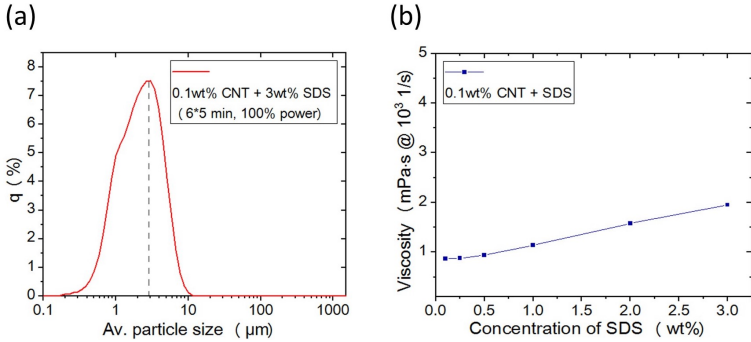 (a)
8
7
6
5
4
3
2
1
0
q (%)
0.1wt% CNT + 3wt% SDS
(6*5 min, 100% power)
0.1 1 10 100 1000
Av. particle size (µm)
(b)
5
4
3
2
1
Viscosity (mPa·s @ 10³ 1/s)
0.1wt% CNT + SDS
0.0 0.5 1.0 1.5 2.0 2.5 3.0
Concentration of SDS (wt%)